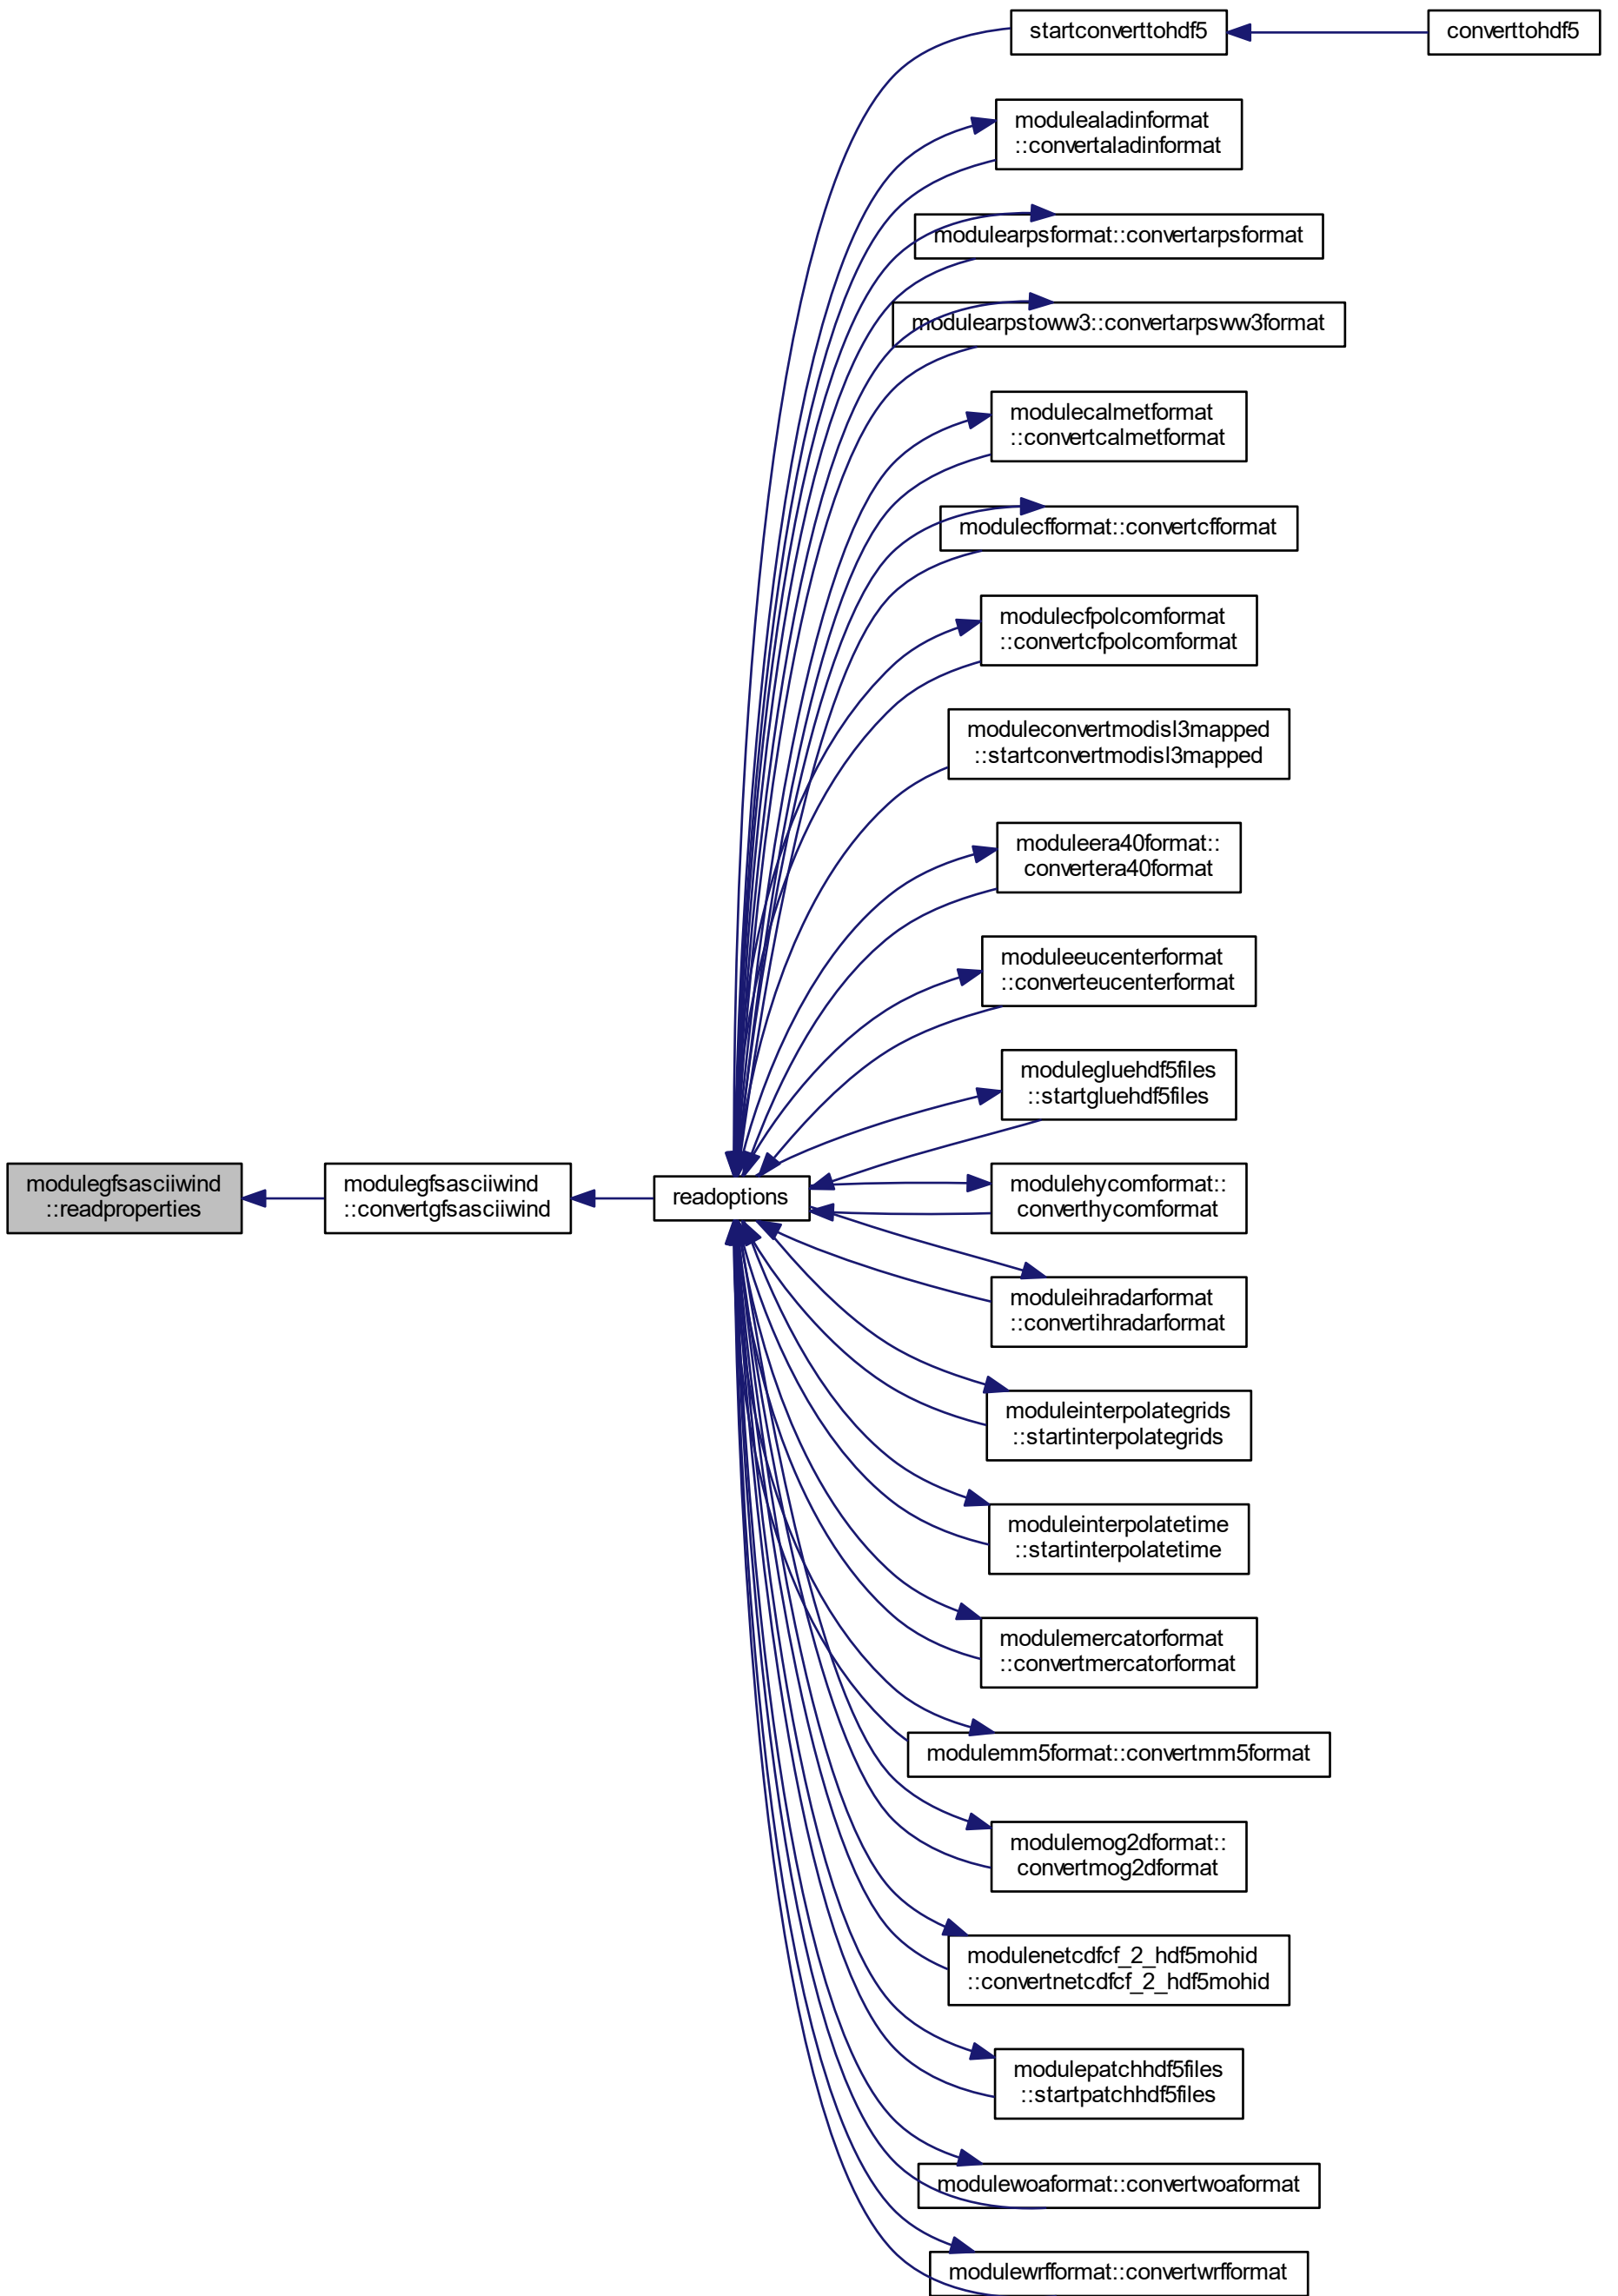 startconverttohdf5
converttohdf5
modulealadinformat
::convertaladinformat
modulearpsformat::convertarpsformat
modulearpstoww3::convertarpsww3format
modulecalmetformat
::convertcalmetformat
modulecfformat::convertcfformat
modulecfpolcomformat
::convertcfpolcomformat
moduleconvertmodisl3mapped
::startconvertmodisl3mapped
moduleera40format::
convertera40format
moduleeucenterformat
::converteucenterformat
modulegluehdf5files
::startgluehdf5files
modulegfsasciiwind
::readproperties
modulegfsasciiwind
::convertgfsasciiwind
readoptions
modulehycomformat::
converthycomformat
moduleihradarformat
::convertihradarformat
moduleinterpolategrids
::startinterpolategrids
moduleinterpolatetime
::startinterpolatetime
modulemercatorformat
::convertmercatorformat
modulemm5format::convertmm5format
modulemog2dformat::
convertmog2dformat
modulenetcdfcf_2_hdf5mohid
::convertnetcdfcf_2_hdf5mohid
modulepatchhdf5files
::startpatchhdf5files
modulewoaformat::convertwoaformat
modulewrfformat::convertwrfformat